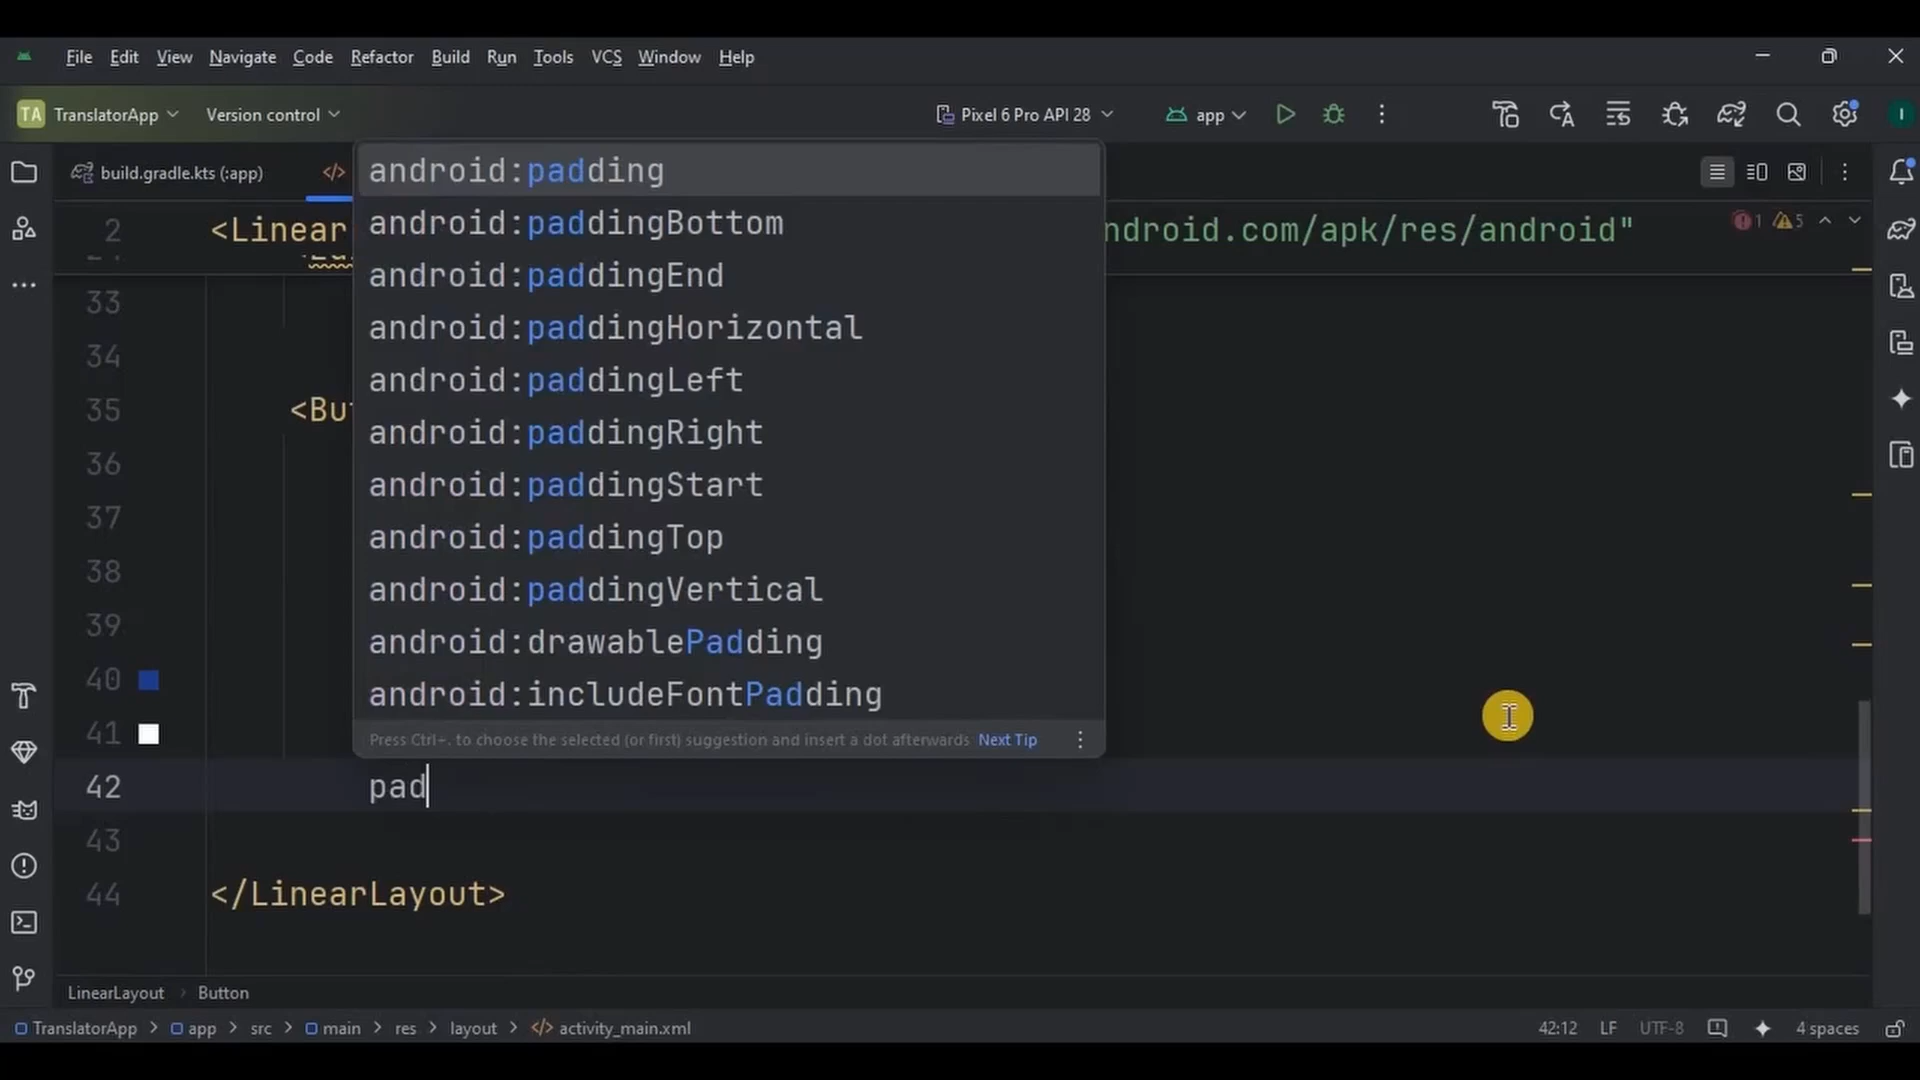 File Edit View Navigate Code Refactor Build Run Tools VCS Window Help
TA TranslatorApp Version control Pixel 6 Pro API 28 app
build.gradle.kts (:app)
2 <Linear ndroid.com/apk/res/android" 1 5
android:padding
android:paddingBottom
android:paddingEnd
android:paddingHorizontal
android:paddingLeft
android:paddingRight
android:paddingStart
android:paddingTop
android:paddingVertical
android:drawablePadding
android:includeFontPadding
Press Ctrl+. to choose the selected (or first) suggestion and insert a dot afterwards Next Tip
33
34
35 <But
36
37
38
39
40
41
42 pad
43
44 </LinearLayout>
LinearLayout > Button
TranslatorApp > app > src > main > res > layout > </> activity_main.xml 42:12 LF UTF-8 4 spaces